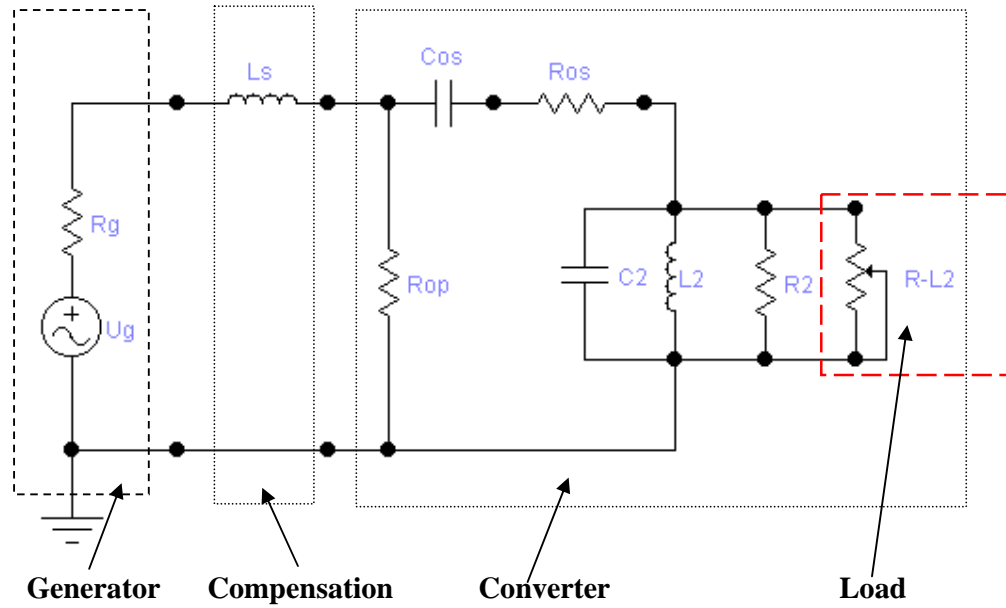 Cos
Ls
Ros
Rg
Rop
C2
L2
R2
R-L2
+
Ug
Generator
Compensation
Converter
Load